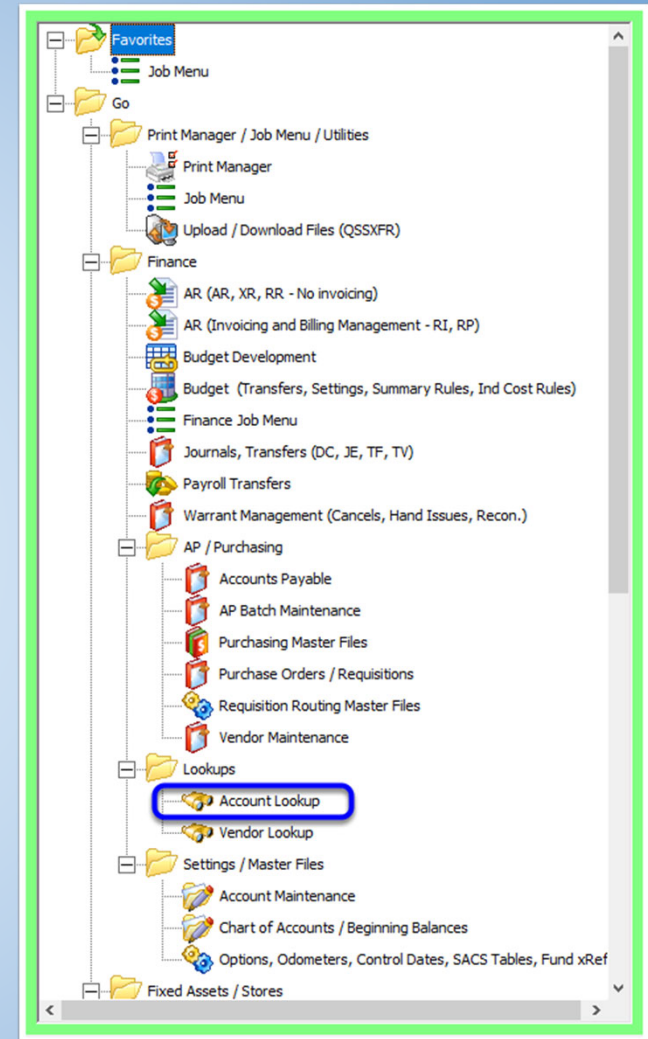 Favorites
Job Menu
Go
Print Manager / Job Menu / Utilities
Print Manager
Job Menu
Upload / Download Files (QSSXFR)
Finance
AR (AR, XR, RR - No invoicing)
AR (Invoicing and Billing Management - RI, RP)
Budget Development
Budget (Transfers, Settings, Summary Rules, Ind Cost Rules)
Finance Job Menu
Journals, Transfers (DC, JE, TF, TV)
Payroll Transfers
Warrant Management (Cancels, Hand Issues, Recon.)
AP / Purchasing
Accounts Payable
AP Batch Maintenance
Purchasing Master Files
Purchase Orders / Requisitions
Requisition Routing Master Files
Vendor Maintenance
Lookups
Account Lookup
Vendor Lookup
Settings / Master Files
Account Maintenance
Chart of Accounts / Beginning Balances
Options, Odometers, Control Dates, SACS Tables, Fund xRef
Fixed Assets / Stores